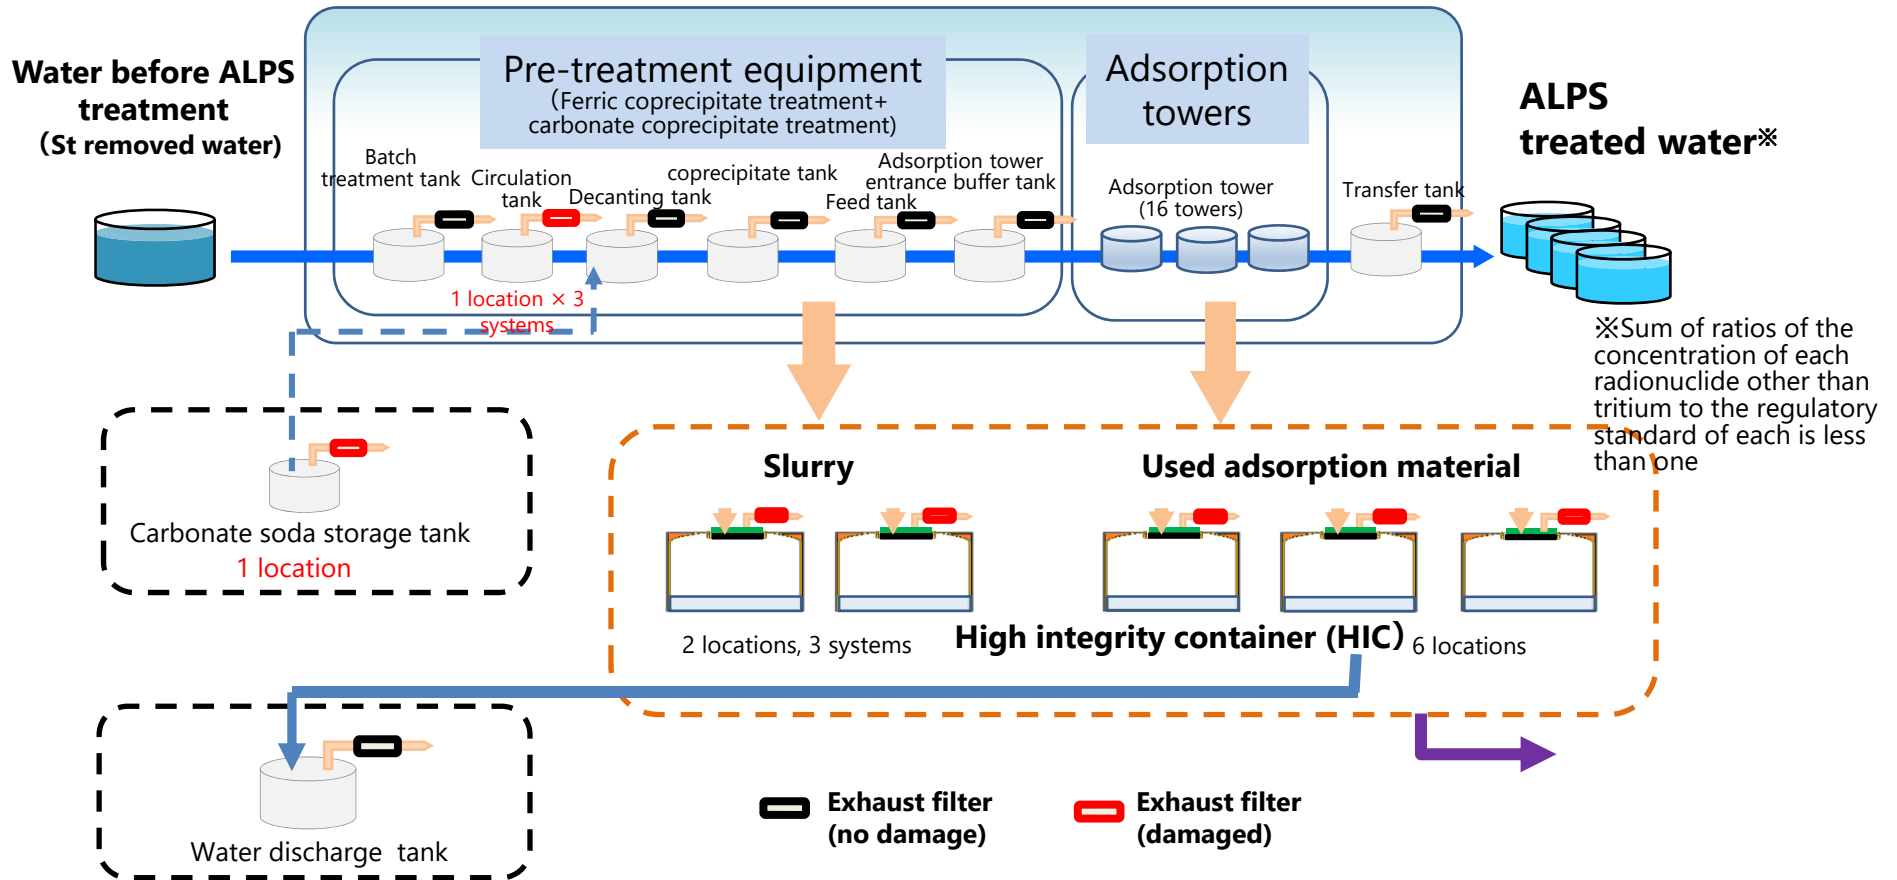 Water before ALPS
treatment
（St removed water)
Pre-treatment equipment
（Ferric coprecipitate treatment+
carbonate coprecipitate treatment)
Adsorption
towers
ALPS
treated water※
Batch
treatment tank
Circulation
tank
Decanting tank
coprecipitate tank
Feed tank
Adsorption tower
entrance buffer tank
Adsorption tower
(16 towers)
Transfer tank
1 location × 3
systems
※Sum of ratios of the
concentration of each
radionuclide other than
tritium to the regulatory
standard of each is less
than one
Carbonate soda storage tank
1 location
Slurry
Used adsorption material
2 locations, 3 systems
High integrity container (HIC）
6 locations
Water discharge tank
Exhaust filter
(no damage)
Exhaust filter
(damaged)